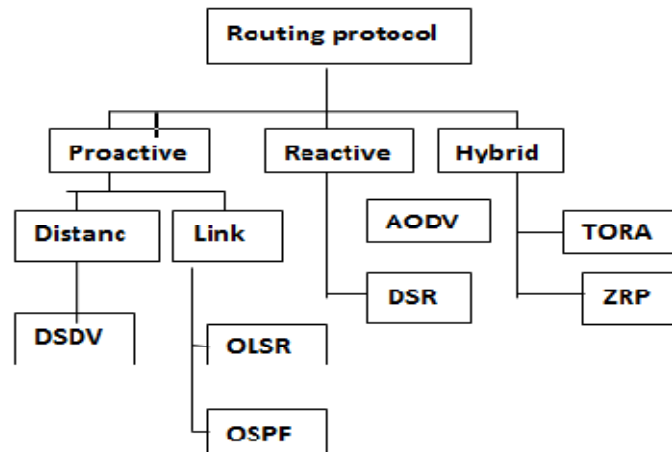 Routing protocol
Proactive
Reactive
Hybrid
Distanc
Link
AODV
TORA
DSDV
OLSR
DSR
ZRP
OSPF